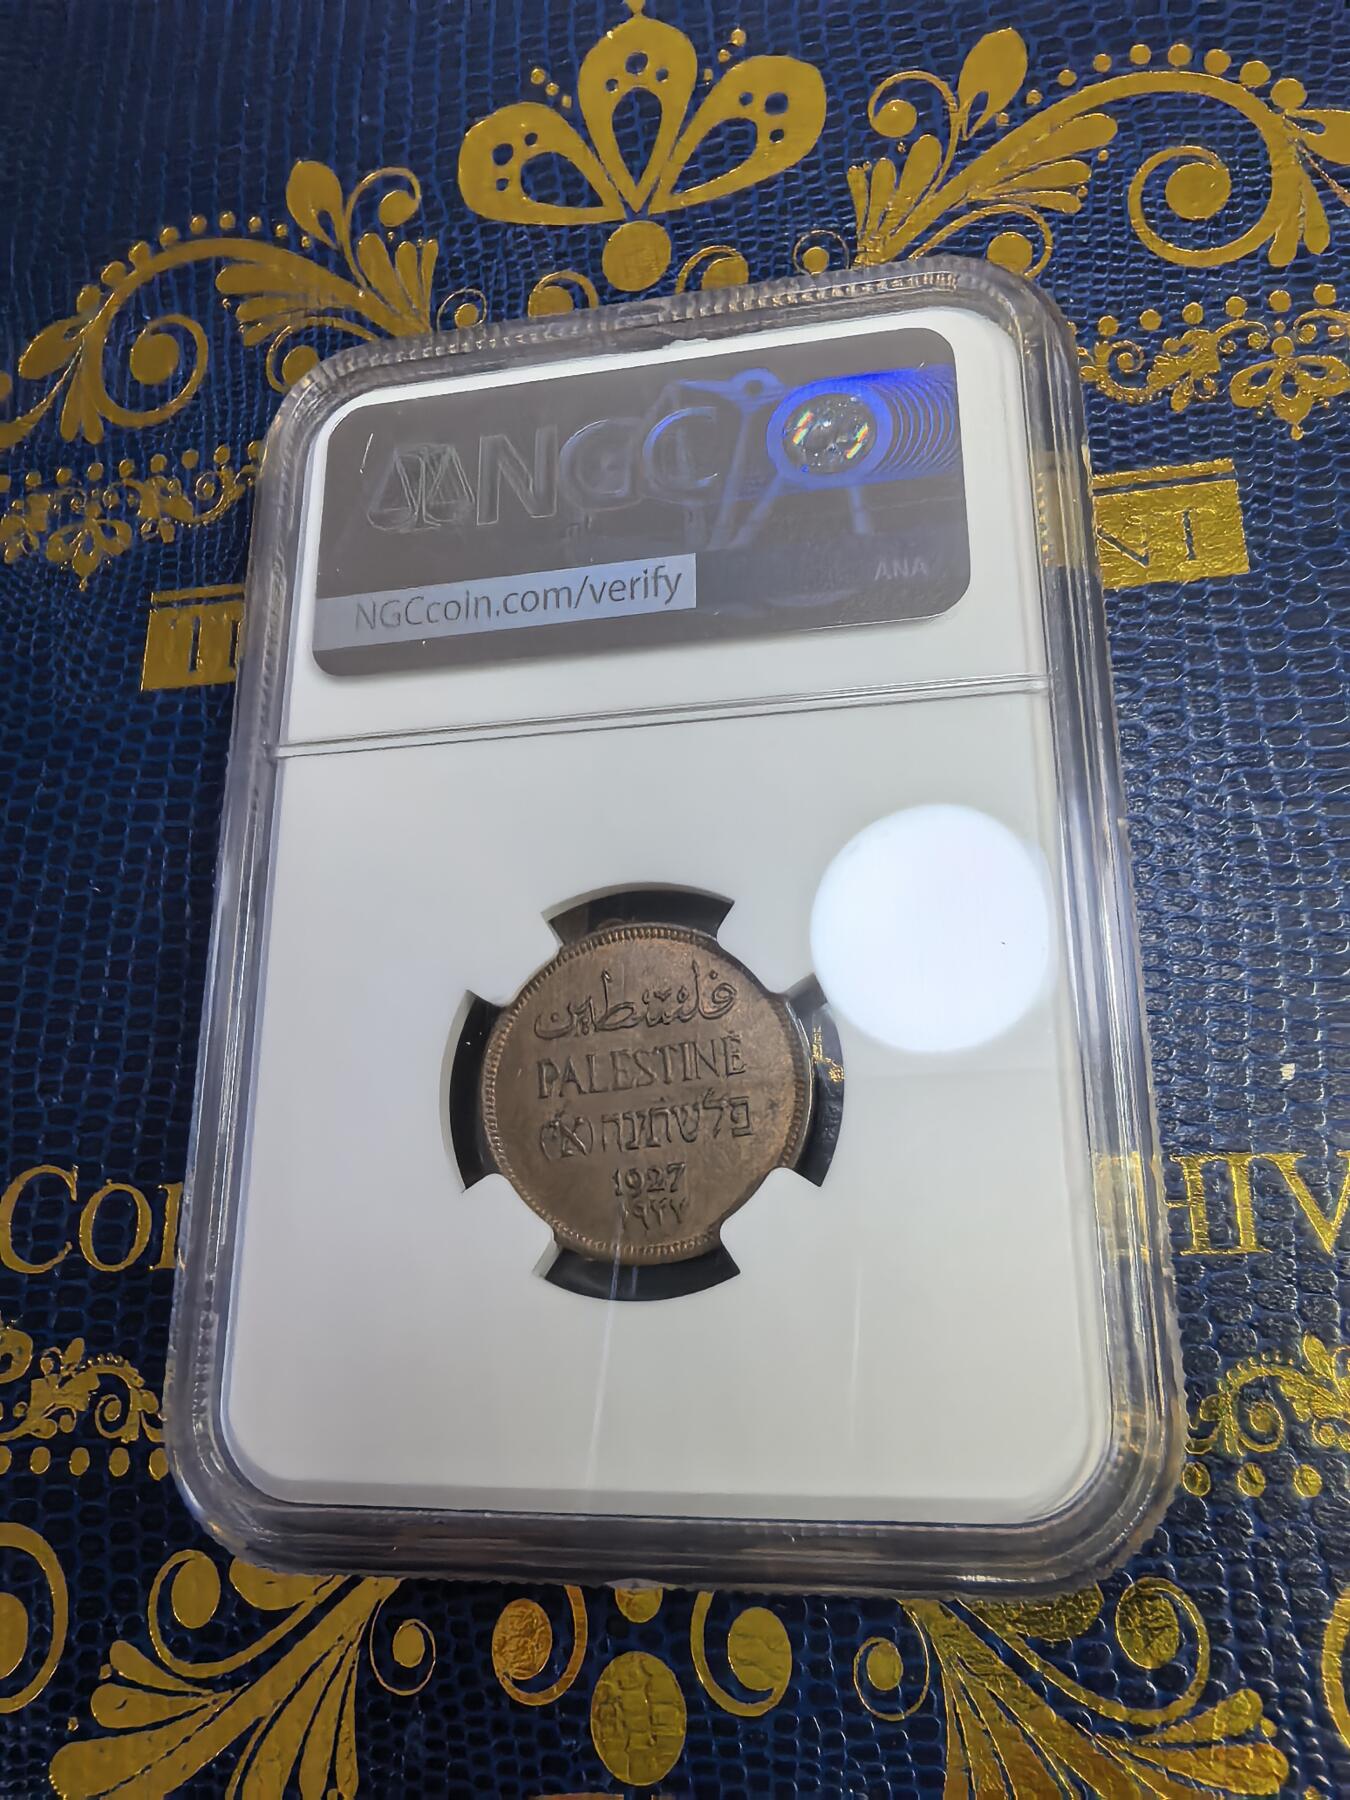 NGC
NGCcoin.com/verify
ANA
فلسطين
PALESTINE
פלשתינה (א״י)
1927
١٩٢٧